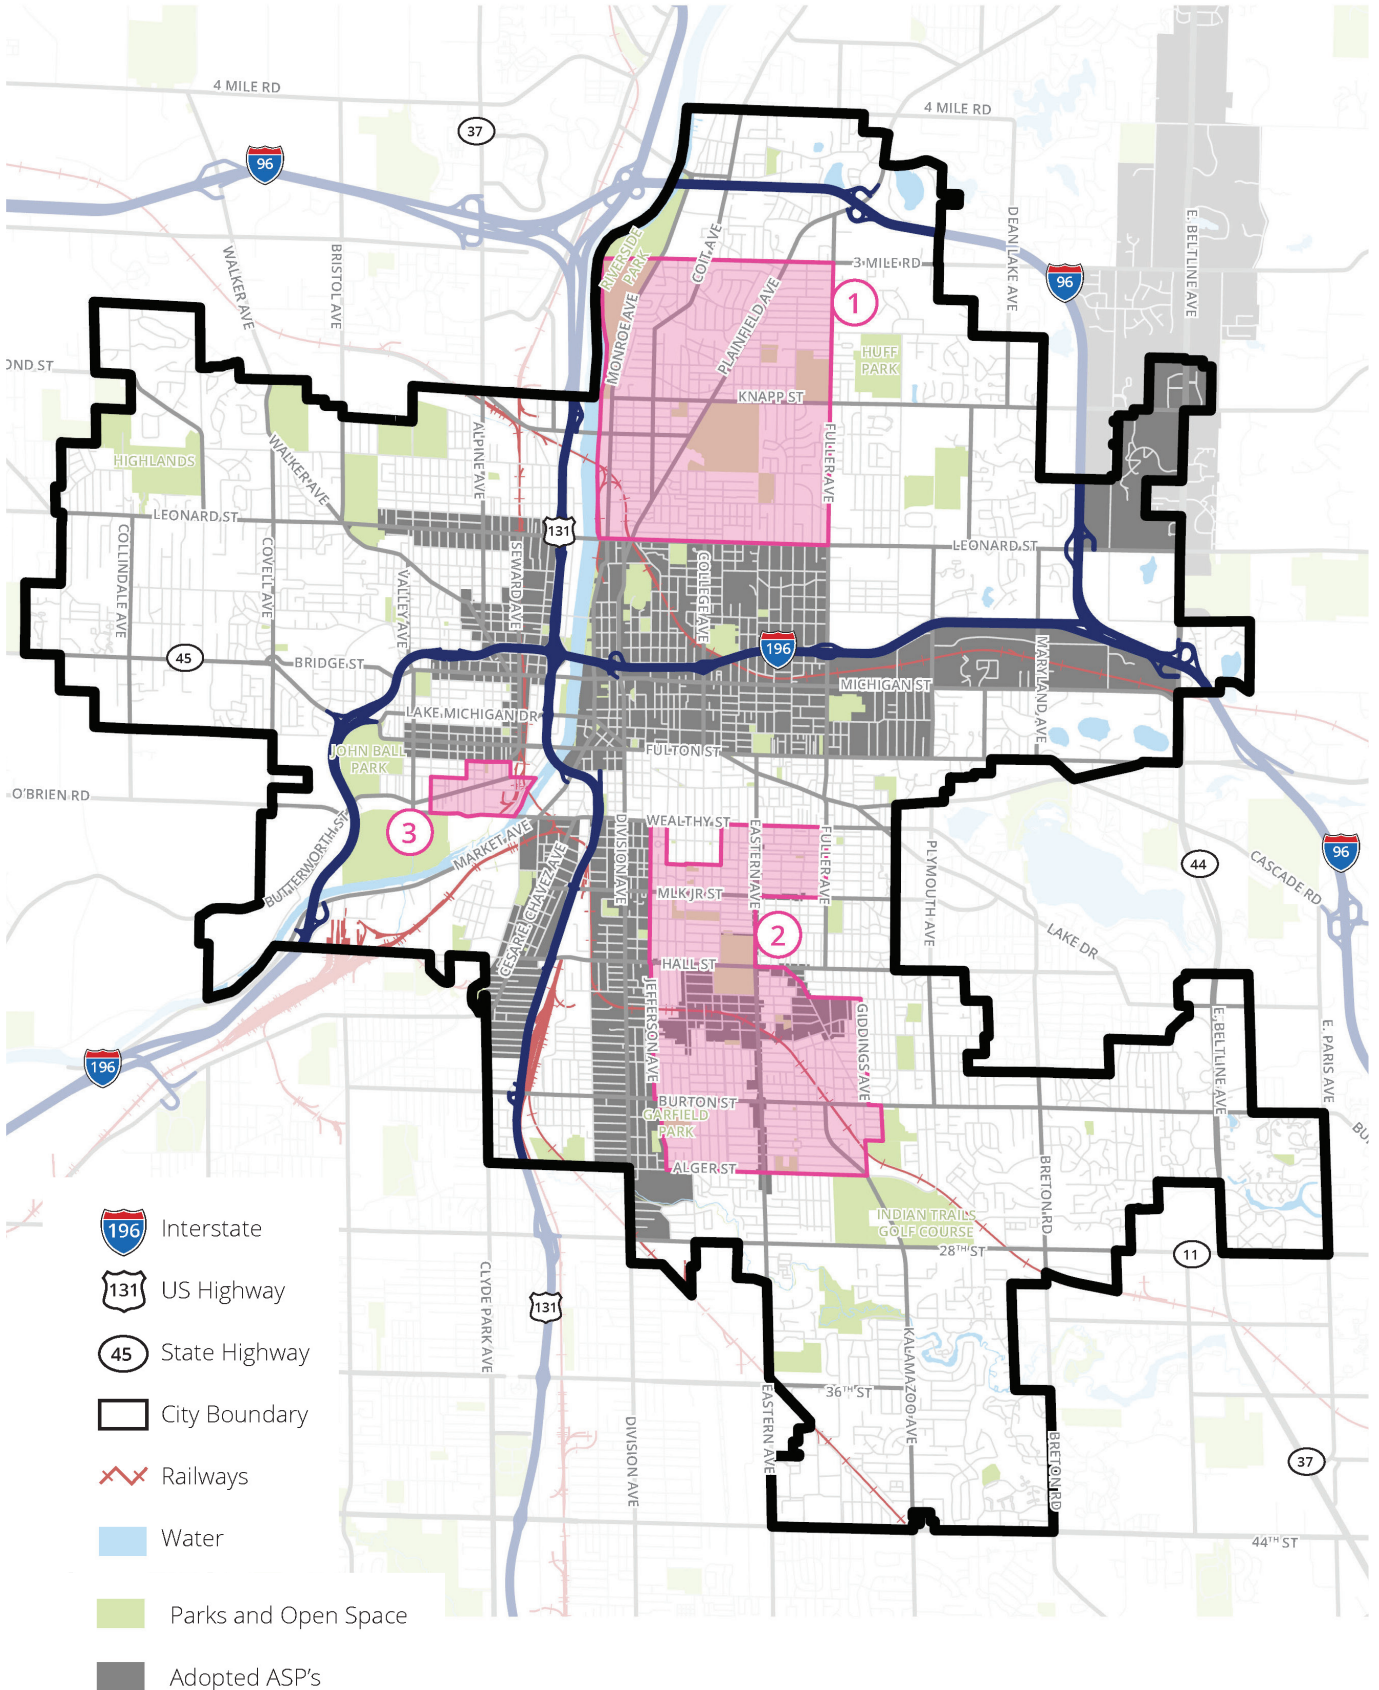 4 MILE RD
4 MILE RD
37
96
WALKER AVE
BRISTOL AVE
RIVERSIDE
PARK
COIT AVE
3 MILE RD
DEAN LAKE AVE
E. BELTLINE AVE
96
1
MONROE AVE
PLAINFIELD AVE
HUFF
PARK
OND ST
KNAPP ST
FULLER AVE
HIGHLANDS
WALKER AVE
ALPINE AVE
LEONARD ST
131
LEONARD ST
COLLINDALE AVE
COVELL AVE
VALLEY AVE
SEWARD AVE
COLLEGE AVE
196
45
BRIDGE ST
MICHIGAN ST
MARYLAND AVE
LAKE MICHIGAN DR
JOHN BALL
PARK
FULTON ST
O'BRIEN RD
BUTTERWORTH ST
3
MARKET AVE
WEALTHY ST
DIVISION AVE
EASTERN AVE
FULLER AVE
PLYMOUTH AVE
44
CASCADE RD
96
CESAR E. CHAVEZ AVE
MLK JR ST
2
LAKE DR
HALL ST
JEFFERSON AVE
GIDDINGS AVE
E. BELTLINE AVE
E. PARIS AVE
196
BURTON ST
GARFIELD
PARK
BU
ALGER ST
BRETON RD
INDIAN TRAILS
GOLF COURSE
28TH ST
11
CLYDE PARK AVE
131
KALAMAZOO AVE
36TH ST
EASTERN AVE
DIVISION AVE
BRETON RD
37
44TH ST
196 Interstate
131 US Highway
45 State Highway
City Boundary
Railways
Water
Parks and Open Space
Adopted ASP's